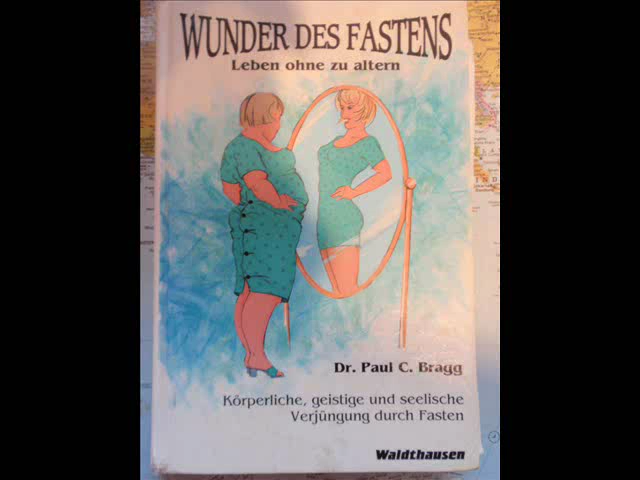 WUNDER DES FASTENS
Leben ohne zu altern
Dr. Paul C. Bragg
Körperliche, geistige und seelische
Verjüngung durch Fasten
Waldthausen